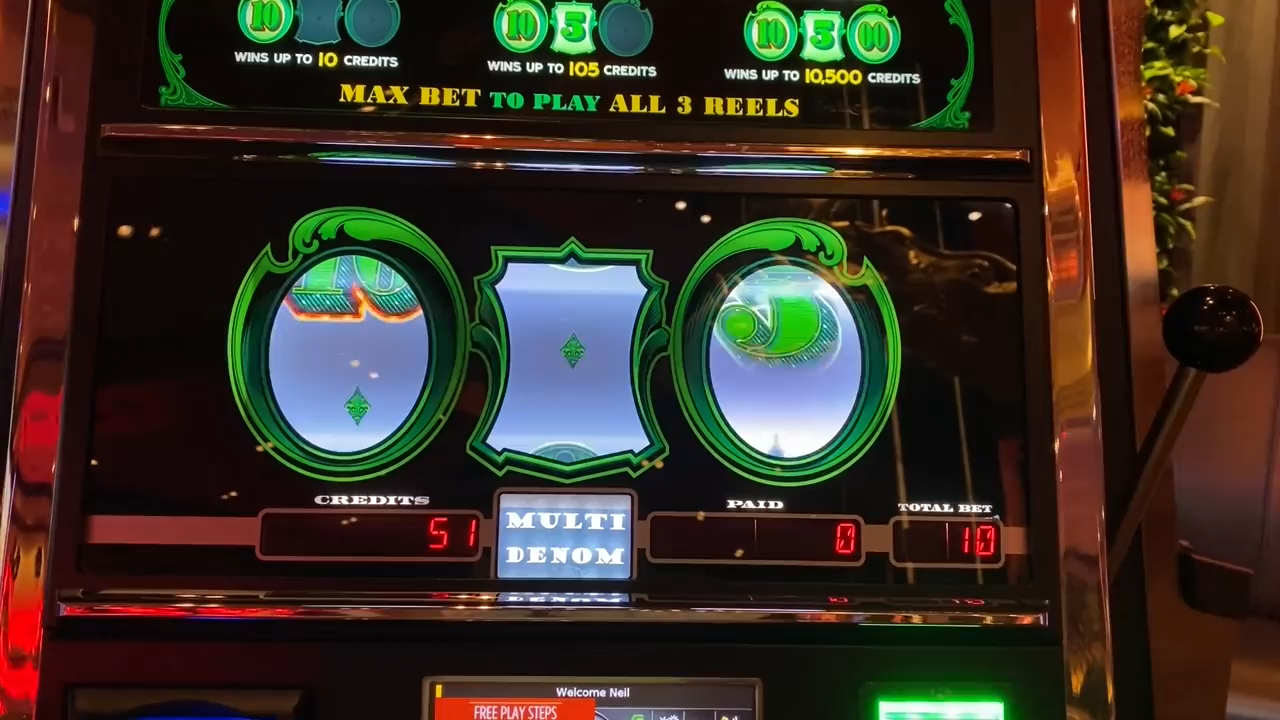 10
10 5
10 5 00
WINS UP TO 10 CREDITS
WINS UP TO 105 CREDITS
WINS UP TO 10,500 CREDITS
MAX BET TO PLAY ALL 3 REELS
10
5
CREDITS
51
MULTI
DENOM
PAID
0
TOTAL BET
10
Welcome Neil
FREE PLAY STEPS